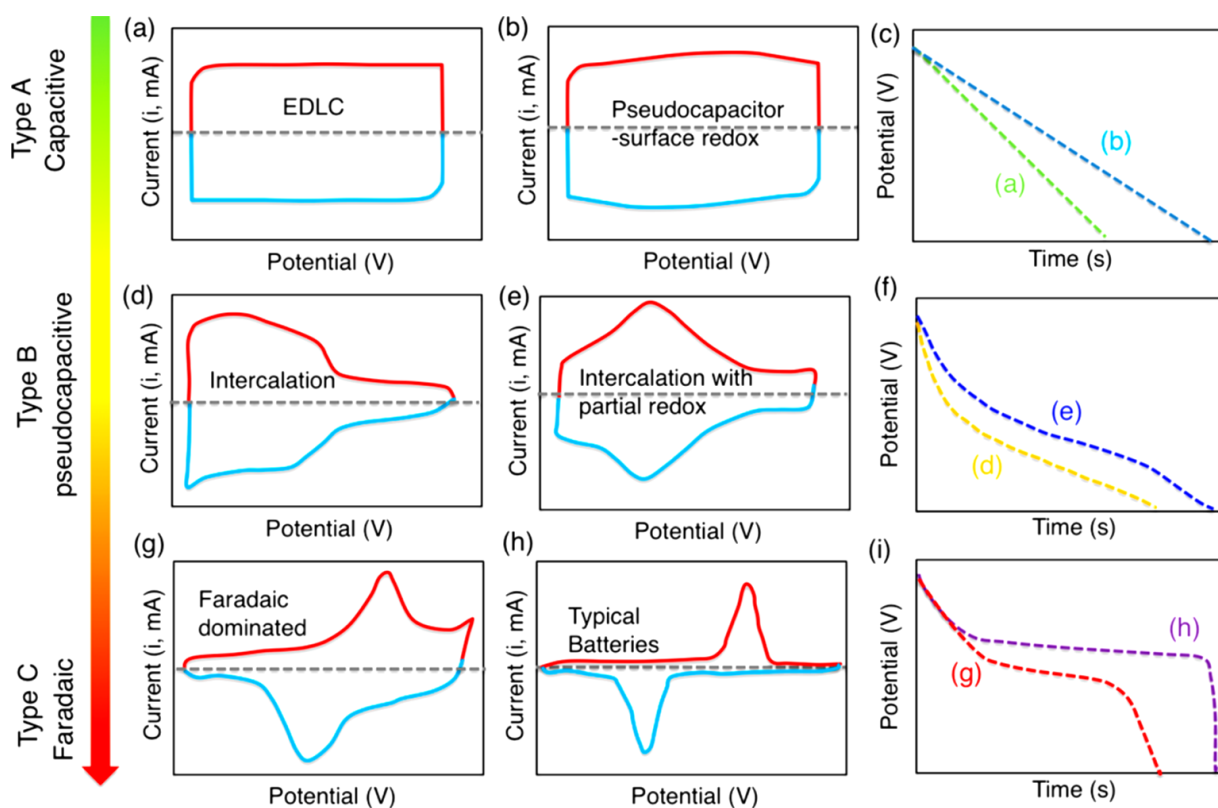 Type A
Capacitive
(a)
Current (i, mA)
EDLC
Potential (V)
(b)
Current (i, mA)
Pseudocapacitor
-surface redox
Potential (V)
(c)
Potential (V)
(b)
(a)
Time (s)
Type B
pseudocapacitive
(d)
Current (i, mA)
Intercalation
Potential (V)
(e)
Current (i, mA)
Intercalation with
partial redox
Potential (V)
(f)
Potential (V)
(e)
(d)
Time (s)
Type C
Faradaic
(g)
Current (i, mA)
Faradaic
dominated
Potential (V)
(h)
Current (i, mA)
Typical
Batteries
Potential (V)
(i)
Potential (V)
(h)
(g)
Time (s)